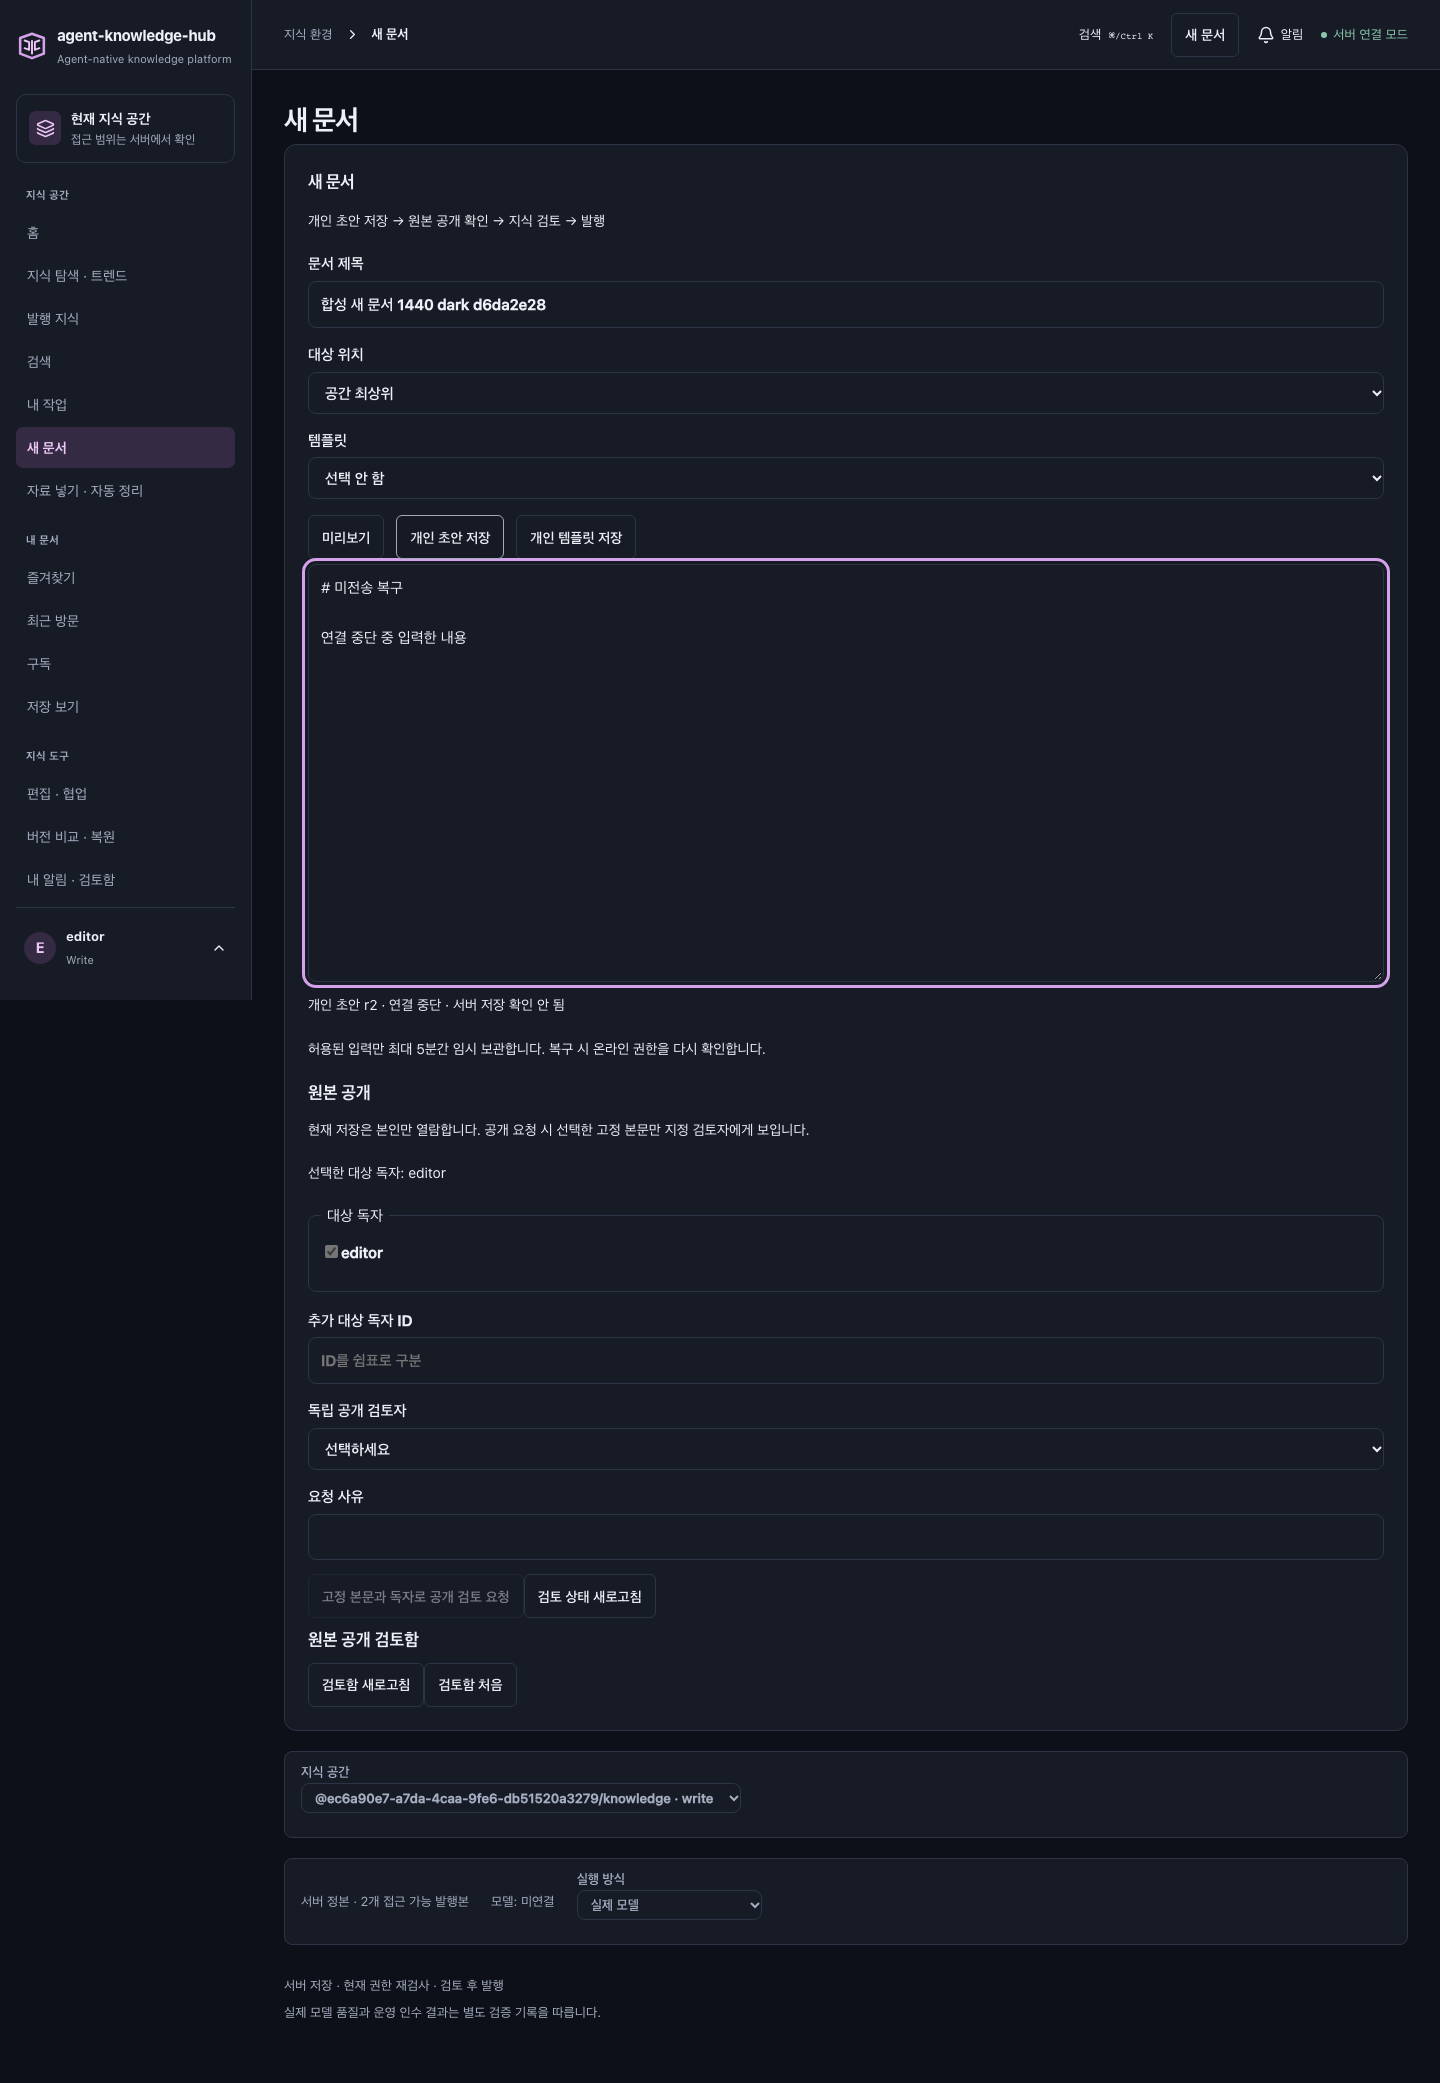 agent-knowledge-hub
Agent-native knowledge platform
현재 지식 공간
접근 범위는 서버에서 확인
지식 공간
홈
지식 탐색 · 트렌드
발행 지식
검색
내 작업
새 문서
자료 넣기 · 자동 정리
내 문서
즐겨찾기
최근 방문
구독
저장 보기
지식 도구
편집 · 협업
버전 비교 · 복원
내 알림 · 검토함
E
editor
Write
지식 환경
새 문서
검색 ⌘/Ctrl K
새 문서
알림
서버 연결 모드
새 문서
새 문서
개인 초안 저장 → 원본 공개 확인 → 지식 검토 → 발행
문서 제목
합성 새 문서 1440 dark d6da2e28
대상 위치
공간 최상위
템플릿
선택 안 함
미리보기
개인 초안 저장
개인 템플릿 저장
# 미전송 복구
연결 중단 중 입력한 내용
개인 초안 r2 · 연결 중단 · 서버 저장 확인 안 됨
허용된 입력만 최대 5분간 임시 보관합니다. 복구 시 온라인 권한을 다시 확인합니다.
원본 공개
현재 저장은 본인만 열람합니다. 공개 요청 시 선택한 고정 본문만 지정 검토자에게 보입니다.
선택한 대상 독자: editor
대상 독자
editor
추가 대상 독자 ID
ID를 쉼표로 구분
독립 공개 검토자
선택하세요
요청 사유
고정 본문과 독자로 공개 검토 요청
검토 상태 새로고침
원본 공개 검토함
검토함 새로고침
검토함 처음
지식 공간
@ec6a90e7-a7da-4caa-9fe6-db51520a3279/knowledge · write
실행 방식
서버 정본 · 2개 접근 가능 발행본
모델: 미연결
실제 모델
서버 저장 · 현재 권한 재검사 · 검토 후 발행
실제 모델 품질과 운영 인수 결과는 별도 검증 기록을 따릅니다.